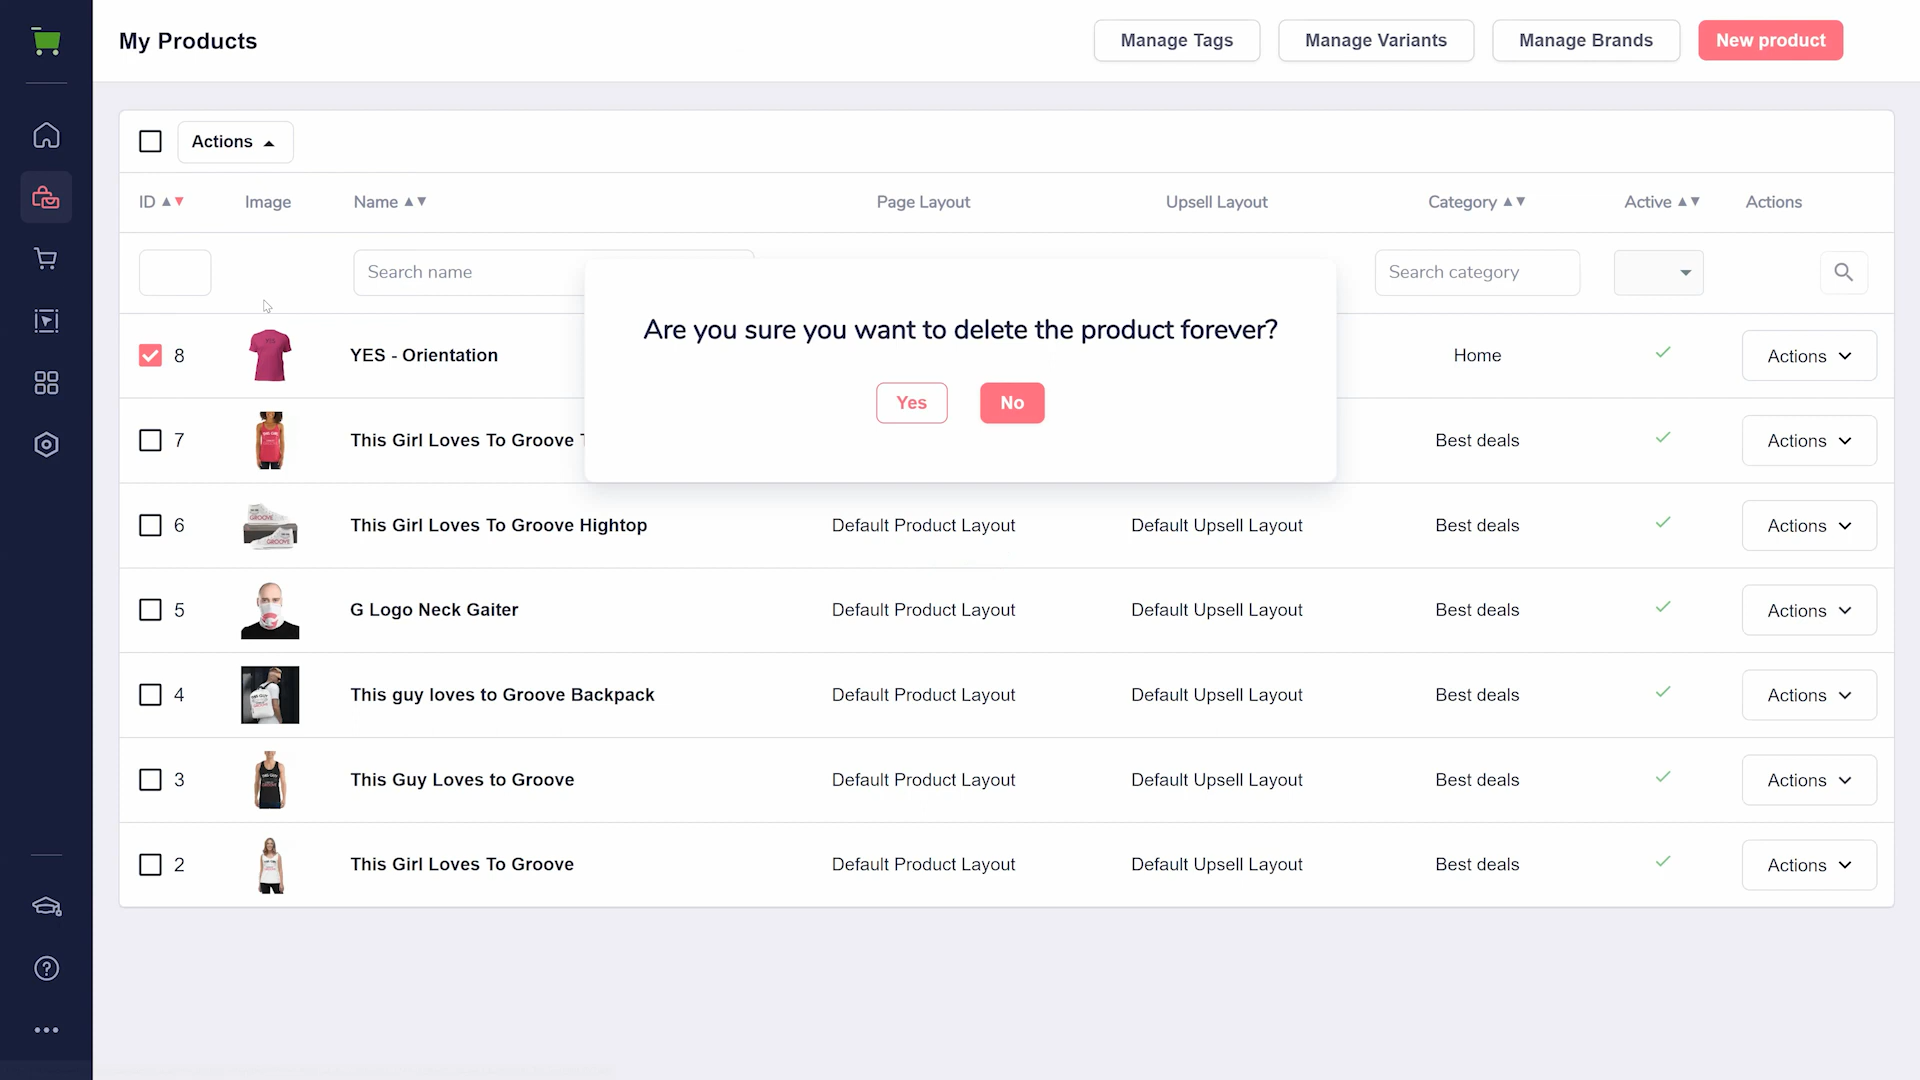 My Products
Manage Tags
Manage Variants
Manage Brands
New product
Actions
ID
Image
Name
Page Layout
Upsell Layout
Category
Active
Actions
Search name
Search category
Are you sure you want to delete the product forever?
Yes
No
8
YES - Orientation
Home
Actions
7
This Girl Loves To Groove
Best deals
Actions
6
This Girl Loves To Groove Hightop
Default Product Layout
Default Upsell Layout
Best deals
Actions
5
G Logo Neck Gaiter
Default Product Layout
Default Upsell Layout
Best deals
Actions
4
This guy loves to Groove Backpack
Default Product Layout
Default Upsell Layout
Best deals
Actions
3
This Guy Loves to Groove
Default Product Layout
Default Upsell Layout
Best deals
Actions
2
This Girl Loves To Groove
Default Product Layout
Default Upsell Layout
Best deals
Actions